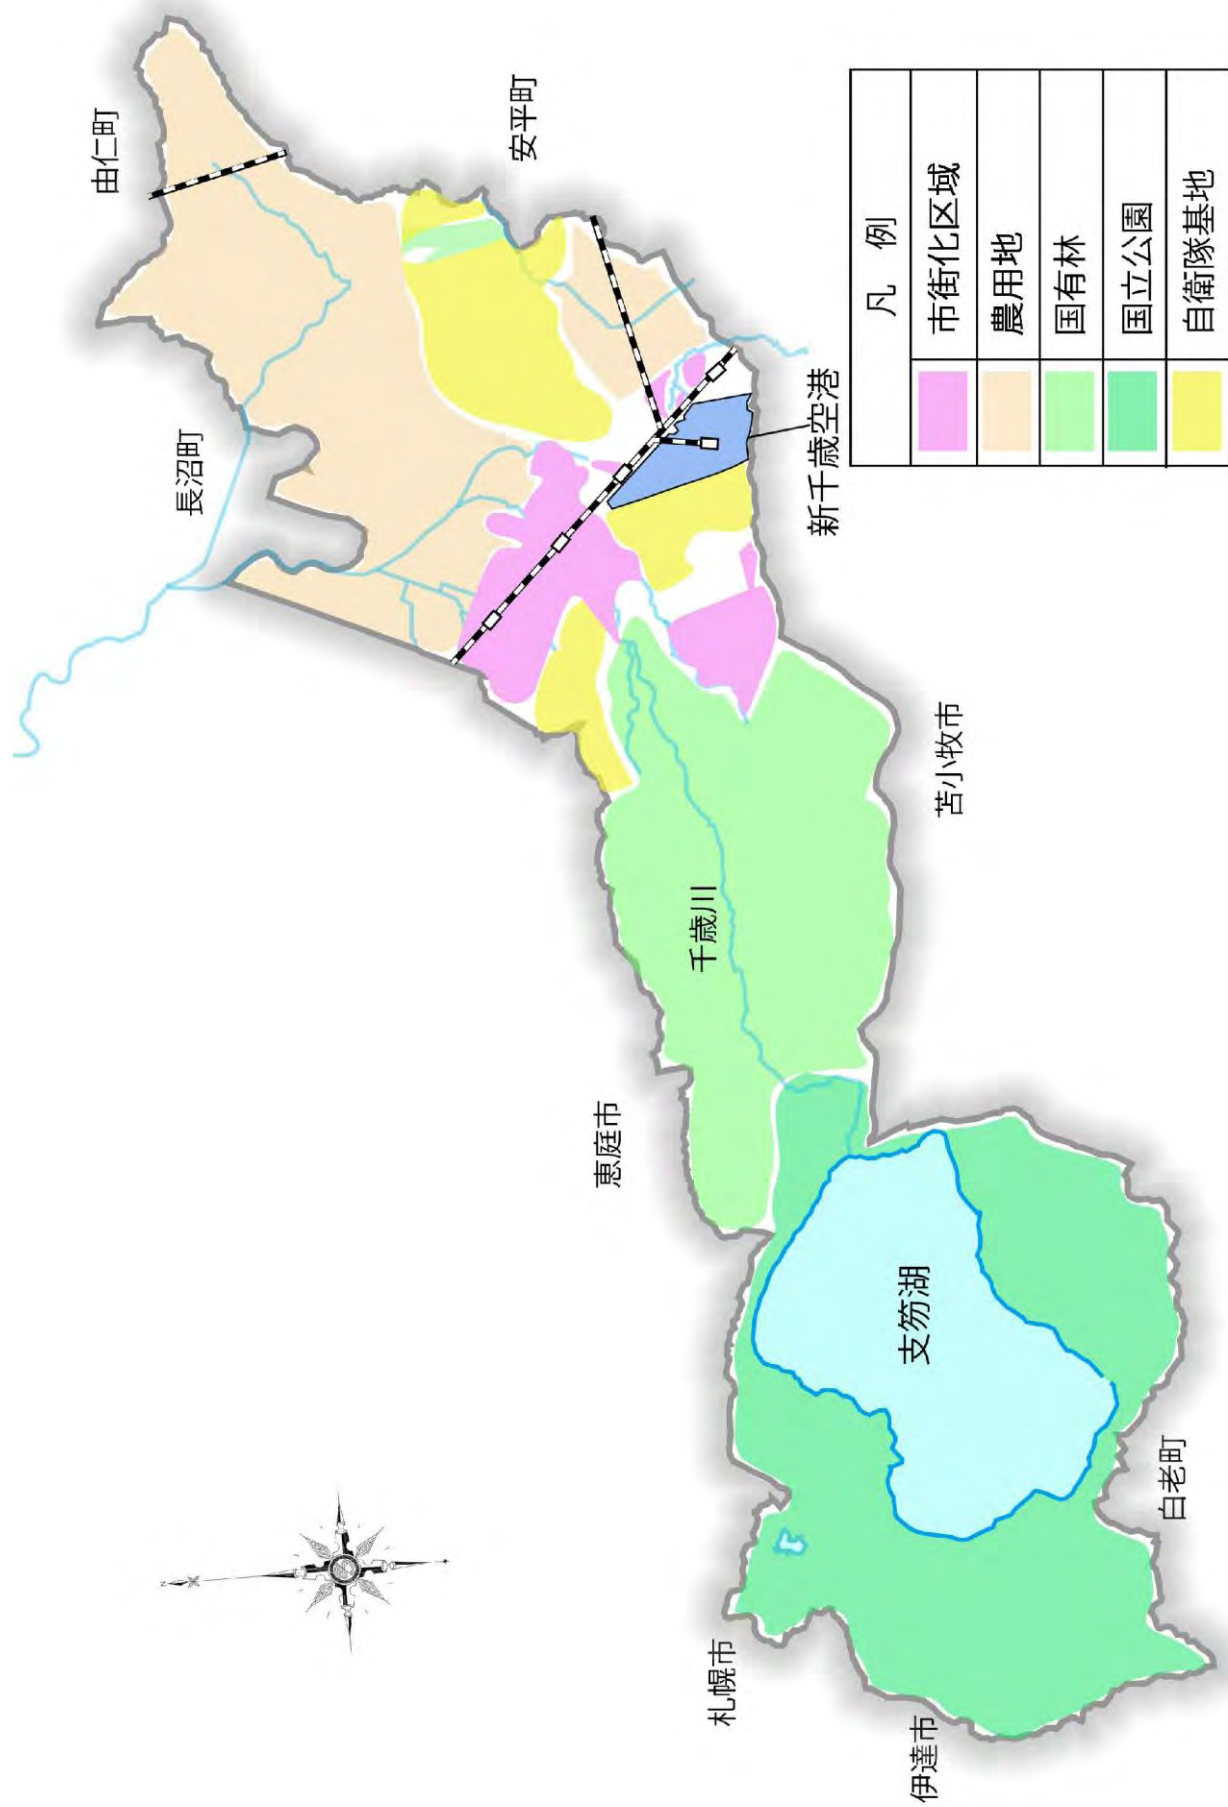 由仁町
安平町
長沼町
新千歳空港
苫小牧市
千歳川
恵庭市
支笏湖
白老町
札幌市
伊達市
N
凡 例
市街化区域
農用地
国有林
国立公園
自衛隊基地